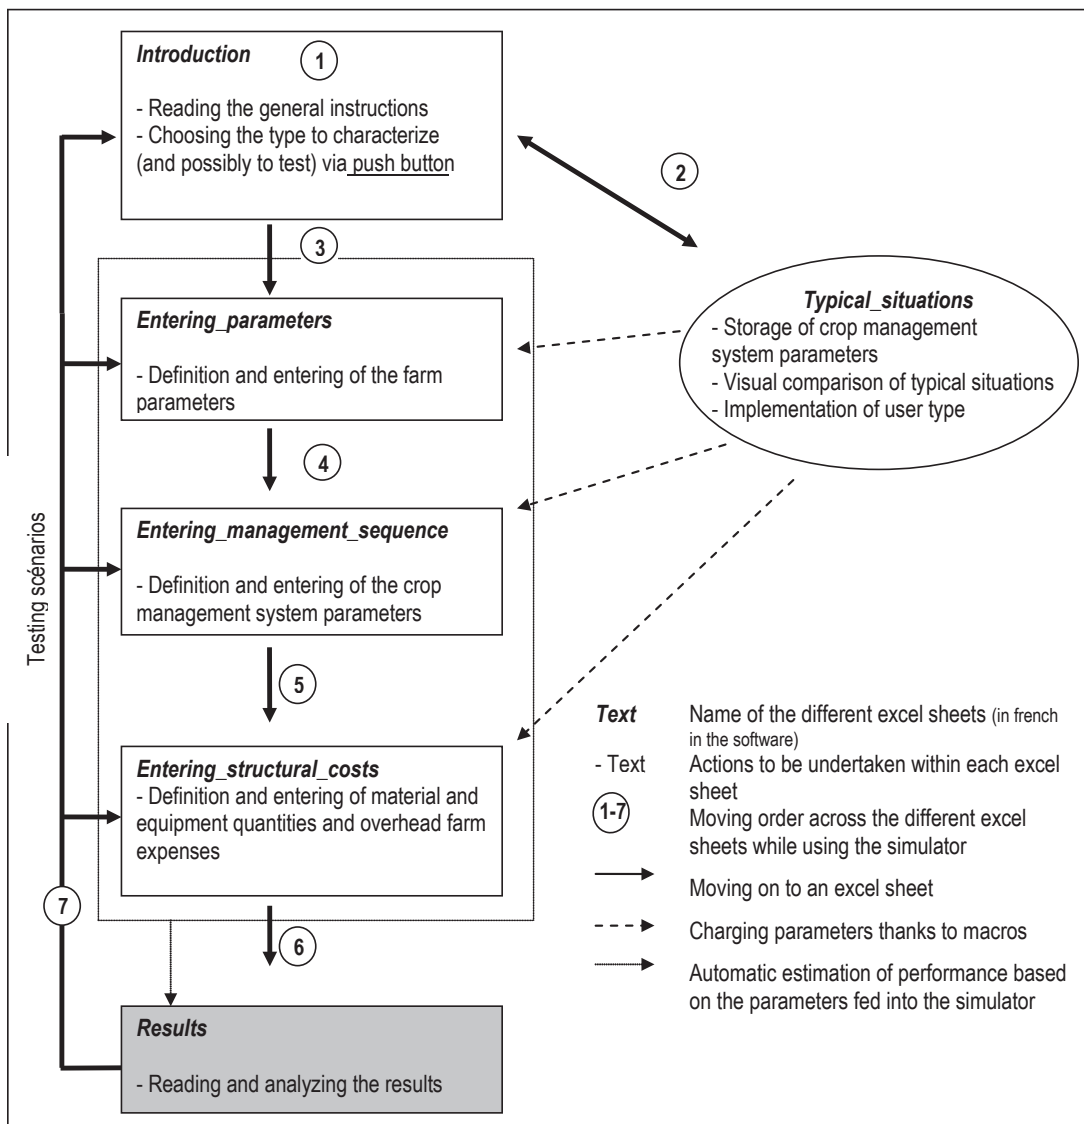 Introduction
1
- Reading the general instructions
- Choosing the type to characterize
(and possibly to test) via push button
2
3
Typical_situations
- Storage of crop management
system parameters
- Visual comparison of typical situations
- Implementation of user type
Entering_parameters
- Definition and entering of the farm
parameters
4
Entering_management_sequence
- Definition and entering of the crop
management system parameters
5
Entering_structural_costs
- Definition and entering of material and
equipment quantities and overhead farm
expenses
6
Results
- Reading and analyzing the results
7
Testing scénarios
Text Name of the different excel sheets (in french
in the software)
- Text Actions to be undertaken within each excel
sheet
1-7 Moving order across the different excel
sheets while using the simulator
Moving on to an excel sheet
Charging parameters thanks to macros
Automatic estimation of performance based
on the parameters fed into the simulator